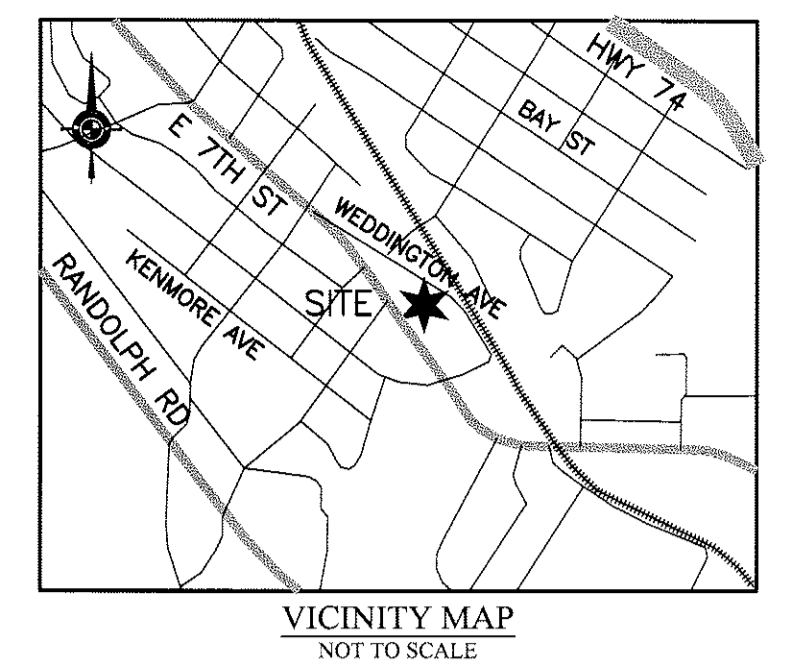 HWY 74
BAY ST
E 7TH ST
WEDDINGTON AVE
KENMORE AVE
SITE
RANDOLPH RD
VICINITY MAP
NOT TO SCALE